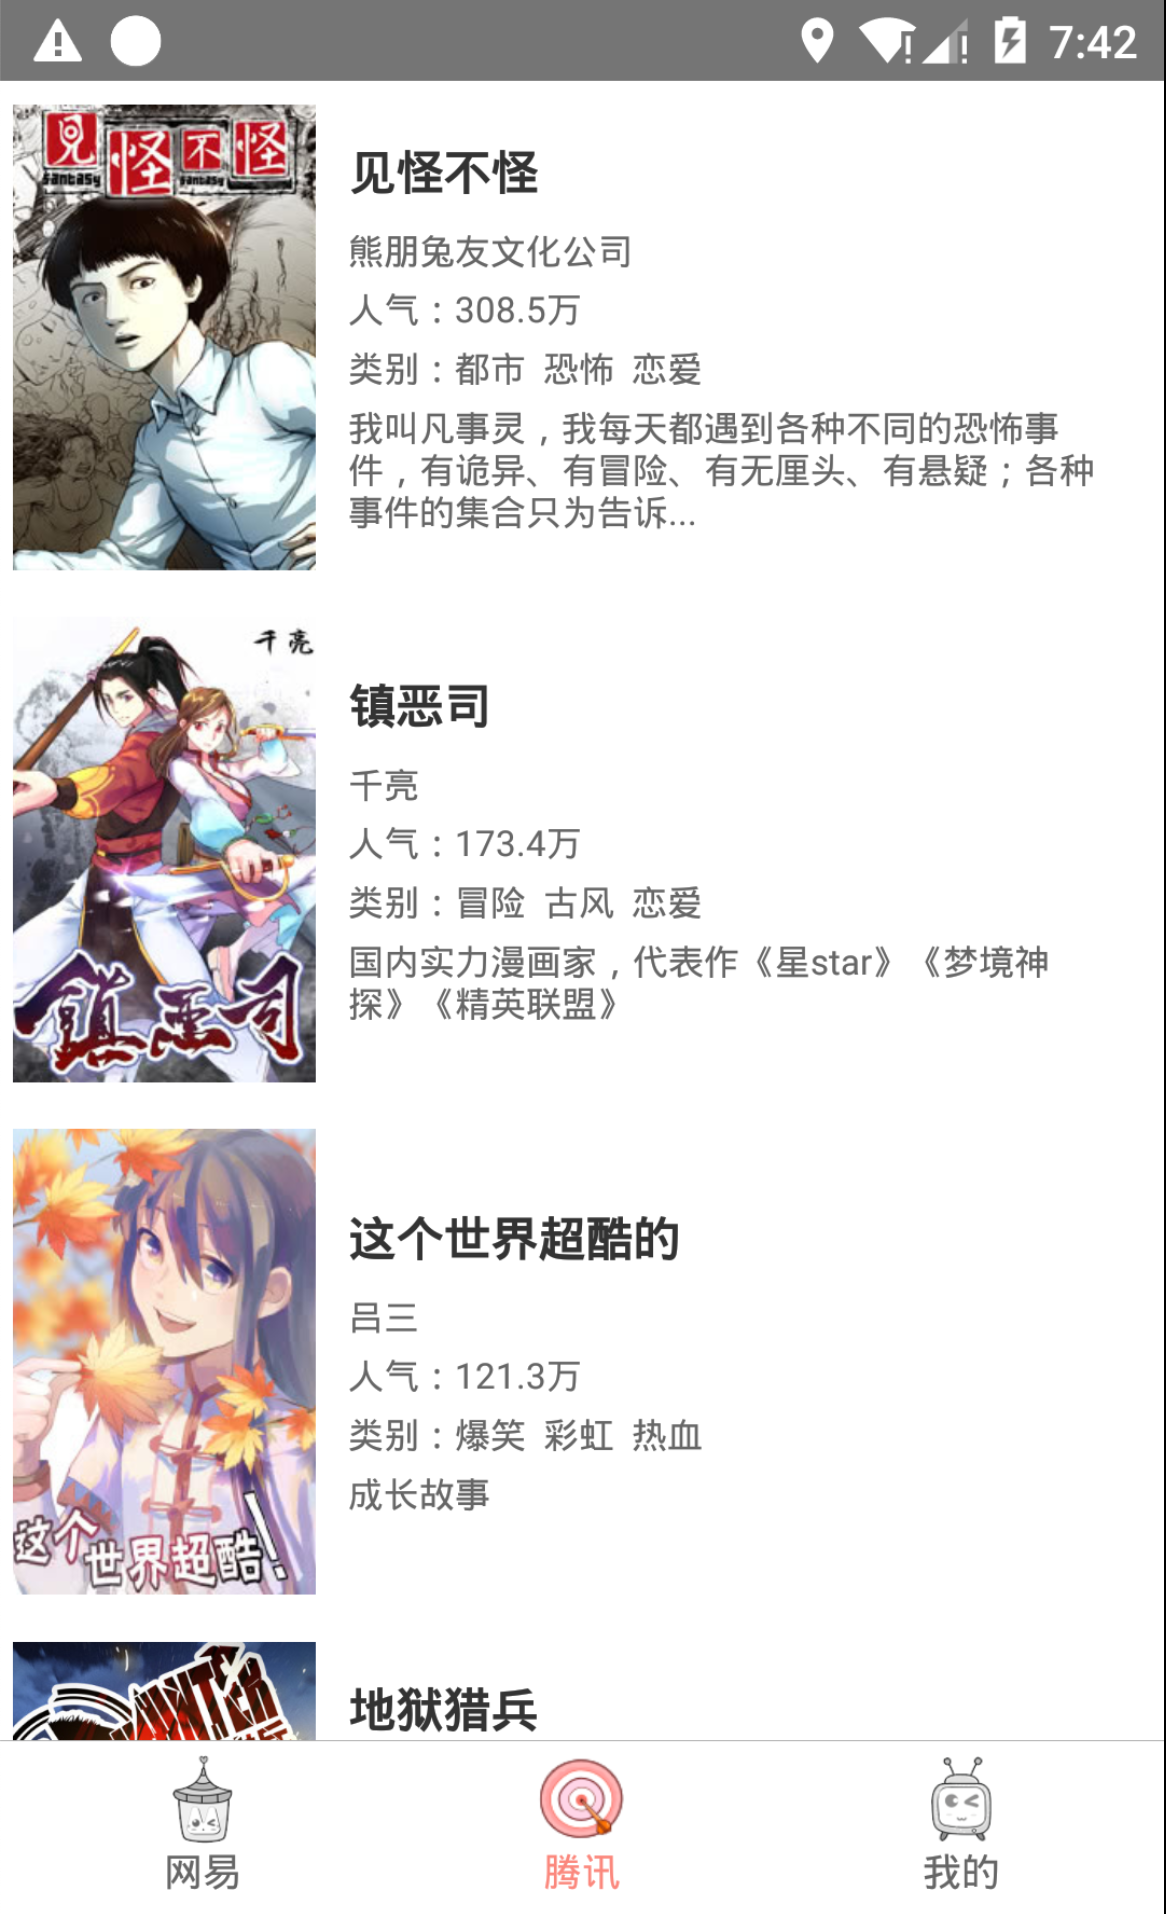 7:42
見怪不怪
fantasy fantasy
见怪不怪
熊朋兔友文化公司
人气：308.5万
类别：都市 恐怖 恋爱
我叫凡事灵，我每天都遇到各种不同的恐怖事
件，有诡异、有冒险、有无厘头、有悬疑；各种
事件的集合只为告诉...
千亮
鎮恶司
镇恶司
千亮
人气：173.4万
类别：冒险 古风 恋爱
国内实力漫画家，代表作《星star》《梦境神
探》《精英联盟》
这个世界超酷!
这个世界超酷的
吕三
人气：121.3万
类别：爆笑 彩虹 热血
成长故事
HUNTER
地狱猎兵
网易
腾讯
我的